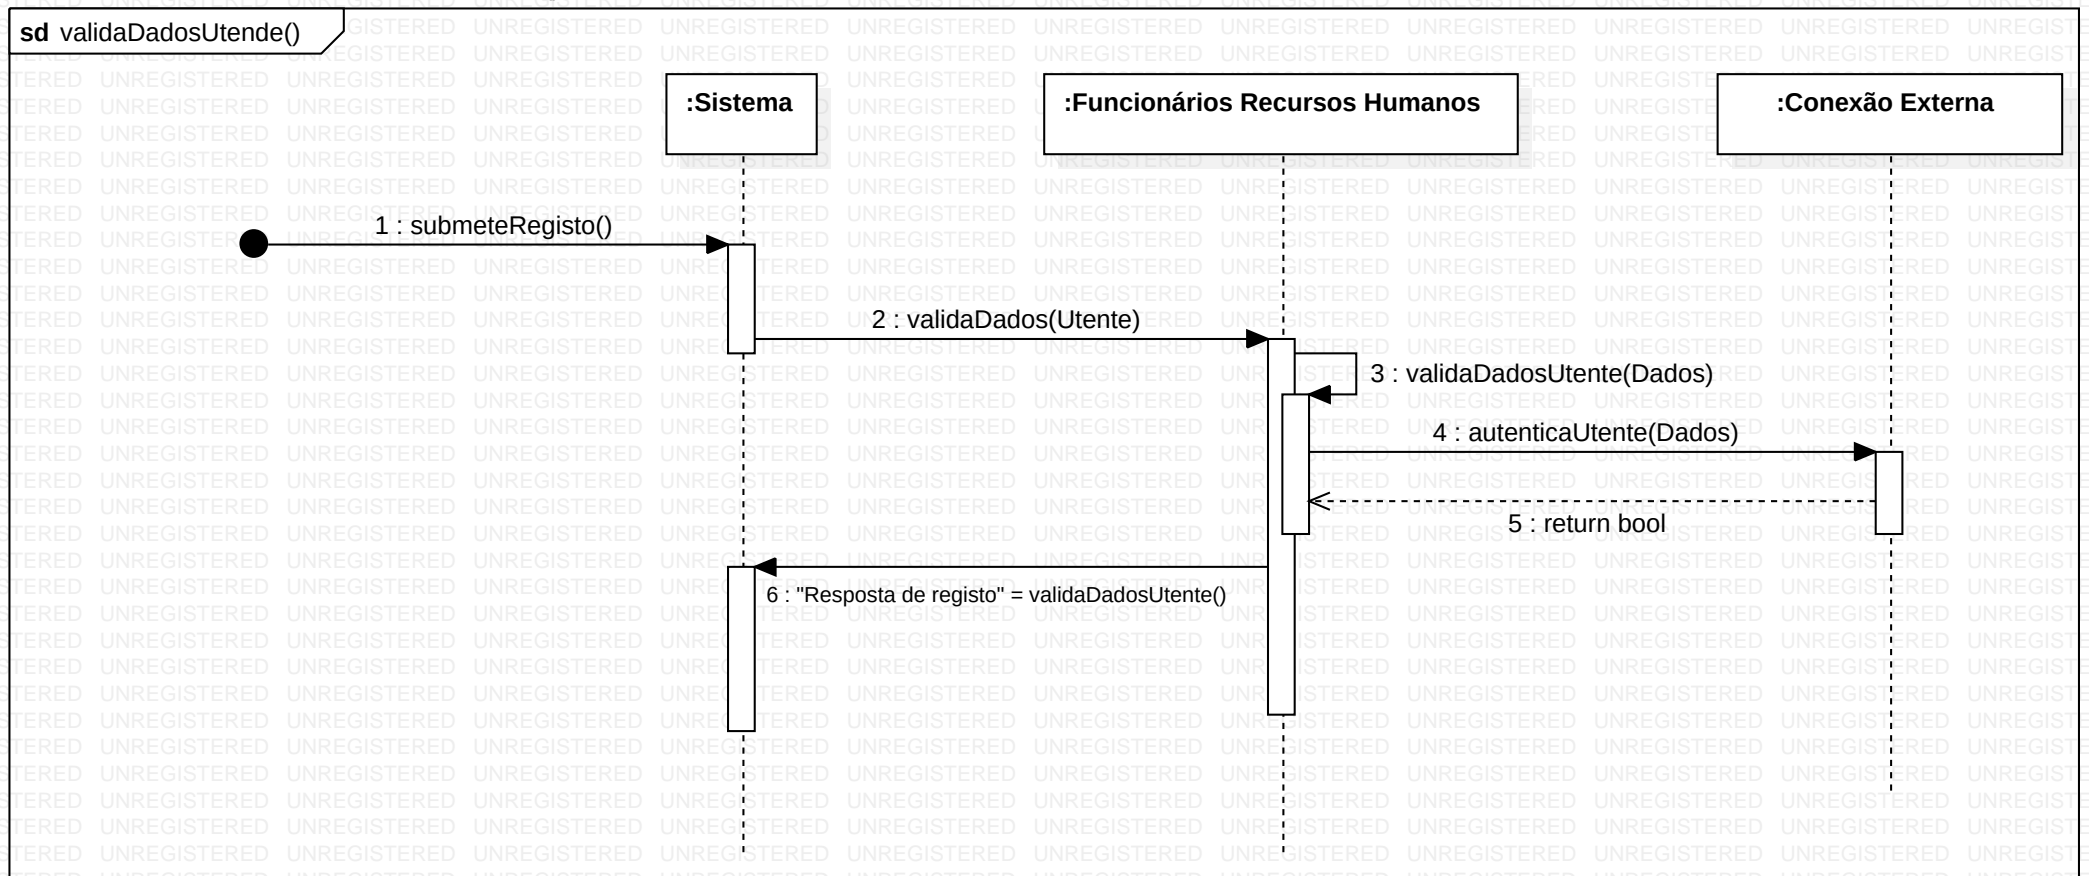 sd validaDadosUtende()
:Sistema
:Funcionários Recursos Humanos
:Conexão Externa
1 : submeteRegisto()
2 : validaDados(Utente)
3 : validaDadosUtente(Dados)
4 : autenticaUtente(Dados)
5 : return bool
6 : "Resposta de registo" = validaDadosUtente()
UNREGISTERED